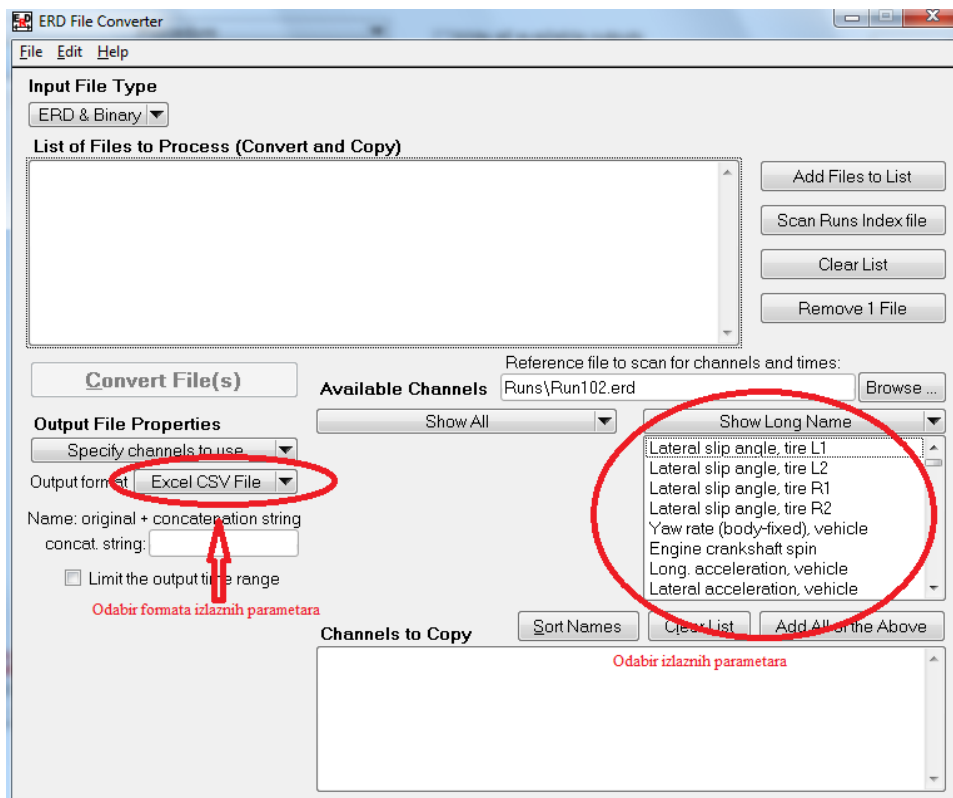 ERD File Converter
File Edit Help
Input File Type
ERD & Binary
List of Files to Process (Convert and Copy)
Add Files to List
Scan Runs Index file
Clear List
Remove 1 File
Convert File(s)
Reference file to scan for channels and times:
Available Channels Runs\Run102.erd Browse ...
Output File Properties
Show All Show Long Name
Specify channels to use
Output format Excel CSV File
Name: original + concatenation string
concat. string:
Limit the output time range
Odabir formata izlaznih parametara
Lateral slip angle, tire L1
Lateral slip angle, tire L2
Lateral slip angle, tire R1
Lateral slip angle, tire R2
Yaw rate (body-fixed), vehicle
Engine crankshaft spin
Long. acceleration, vehicle
Lateral acceleration, vehicle
Channels to Copy Sort Names Clear List Add All of the Above
Odabir izlaznih parametara